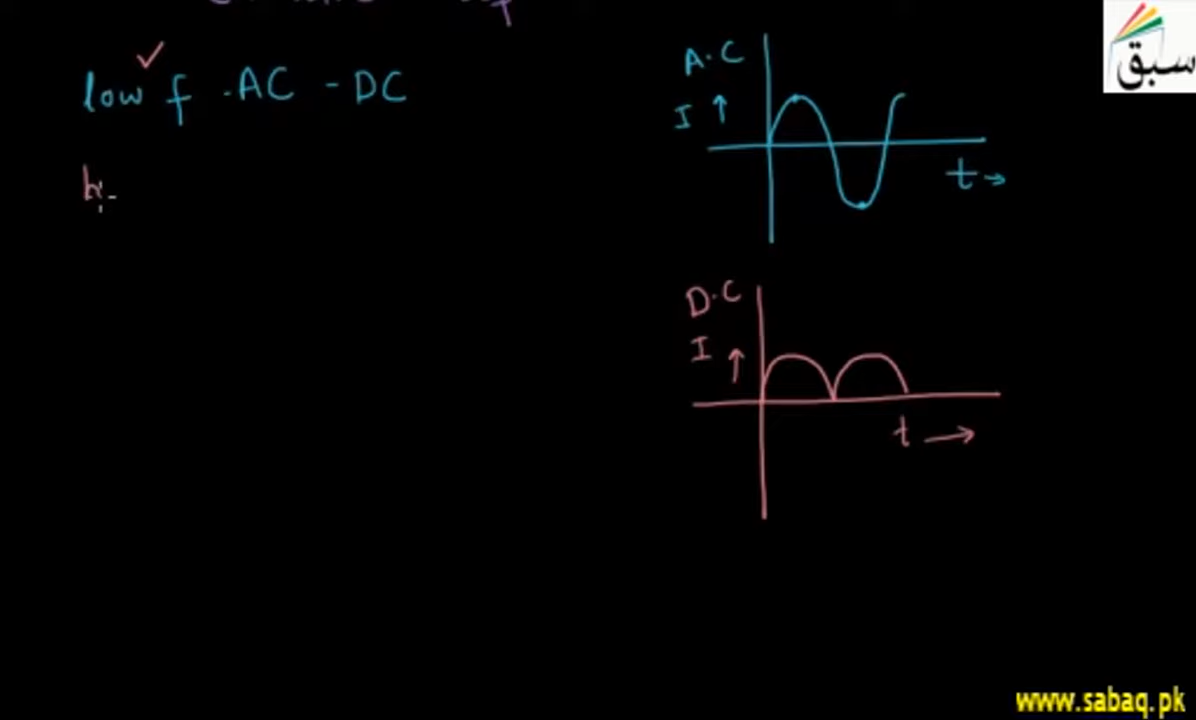 low f - AC - DC
A.C
I ↑
t →
D.C
I ↑
t →
سبق
www.sabaq.pk